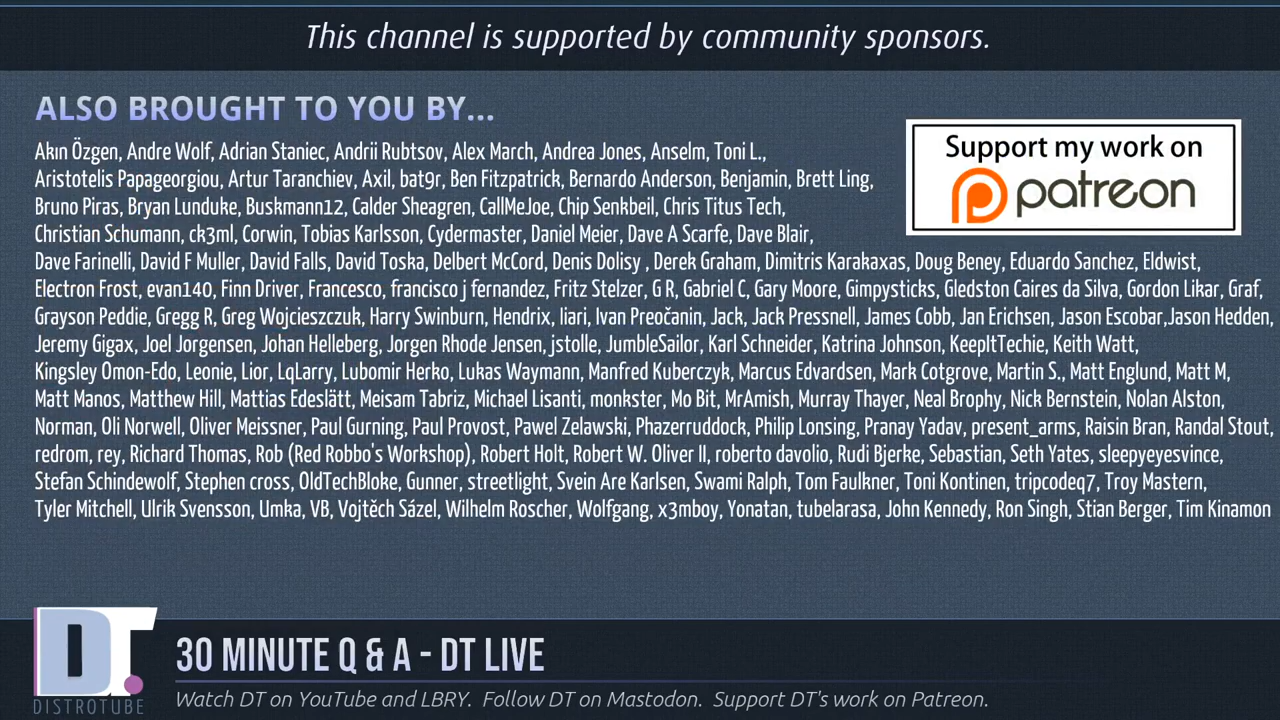 This channel is supported by community sponsors.
ALSO BROUGHT TO YOU BY...
Akın Özgen, Andre Wolf, Adrian Staniec, Andrii Rubtsov, Alex March, Andrea Jones, Anselm, Toni L.,
Aristotelis Papageorgiou, Artur Taranchiev, Axil, bat9r, Ben Fitzpatrick, Bernardo Anderson, Benjamin, Brett Ling,
Bruno Piras, Bryan Lunduke, Buskmann12, Calder Sheagren, CallMeJoe, Chip Senkbeil, Chris Titus Tech,
Christian Schumann, ck3ml, Corwin, Tobias Karlsson, Cydermaster, Daniel Meier, Dave A Scarfe, Dave Blair,
Support my work on
patreon
Dave Farinelli, David F Muller, David Falls, David Toska, Delbert McCord, Denis Dolisy , Derek Graham, Dimitris Karakaxas, Doug Beney, Eduardo Sanchez, Eldwist,
Electron Frost, evan140, Finn Driver, Francesco, francisco j fernandez, Fritz Stelzer, G R, Gabriel C, Gary Moore, Gimpysticks, Gledston Caires da Silva, Gordon Likar, Graf,
Grayson Peddie, Gregg R, Greg Wojcieszczuk, Harry Swinburn, Hendrix, Iiari, Ivan Preočanin, Jack, Jack Pressnell, James Cobb, Jan Erichsen, Jason Escobar,Jason Hedden,
Jeremy Gigax, Joel Jorgensen, Johan Helleberg, Jorgen Rhode Jensen, jstolle, JumbleSailor, Karl Schneider, Katrina Johnson, KeepItTechie, Keith Watt,
Kingsley Omon-Edo, Leonie, Lior, LqLarry, Lubomir Herko, Lukas Waymann, Manfred Kuberczyk, Marcus Edvardsen, Mark Cotgrove, Martin S., Matt Englund, Matt M,
Matt Manos, Matthew Hill, Mattias Edeslätt, Meisam Tabriz, Michael Lisanti, monkster, Mo Bit, MrAmish, Murray Thayer, Neal Brophy, Nick Bernstein, Nolan Alston,
Norman, Oli Norwell, Oliver Meissner, Paul Gurning, Paul Provost, Pawel Zelawski, Phazerruddock, Philip Lonsing, Pranay Yadav, present_arms, Raisin Bran, Randal Stout,
redrom, rey, Richard Thomas, Rob (Red Robbo's Workshop), Robert Holt, Robert W. Oliver II, roberto davolio, Rudi Bjerke, Sebastian, Seth Yates, sleepyeyesvince,
Stefan Schindewolf, Stephen cross, OldTechBloke, Gunner, streetlight, Svein Are Karlsen, Swami Ralph, Tom Faulkner, Toni Kontinen, tripcodeq7, Troy Mastern,
Tyler Mitchell, Ulrik Svensson, Umka, VB, Vojtěch Sázel, Wilhelm Roscher, Wolfgang, x3mboy, Yonatan, tubelarasa, John Kennedy, Ron Singh, Stian Berger, Tim Kinamon
DT
DISTROTUBE
30 MINUTE Q & A - DT LIVE
Watch DT on YouTube and LBRY. Follow DT on Mastodon. Support DT's work on Patreon.